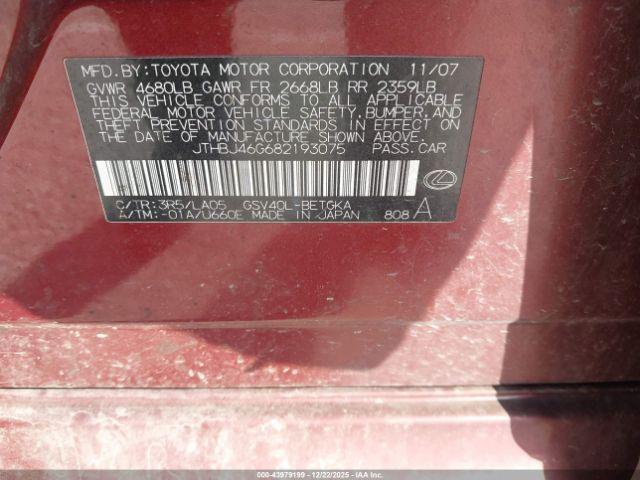 MFD.BY:TOYOTA MOTOR CORPORATION 11/07
GVWR 4680LB GAWR FR 2668LB RR 2359LB
THIS VEHICLE CONFORMS TO ALL APPLICABLE
FEDERAL MOTOR VEHICLE SAFETY,BUMPER, AND
THEFT PREVENTION STANDARDS IN EFFECT ON
THE DATE OF MANUFACTURE SHOWN ABOVE.
JTHBJ46G682193075 PASS.CAR
C/TR:3R5/LA05 GSV40L-BETGKA
A/TM:-01A/U660E MADE IN JAPAN 808 A
000-43979199 | 12/22/2025 | IAAI.COM